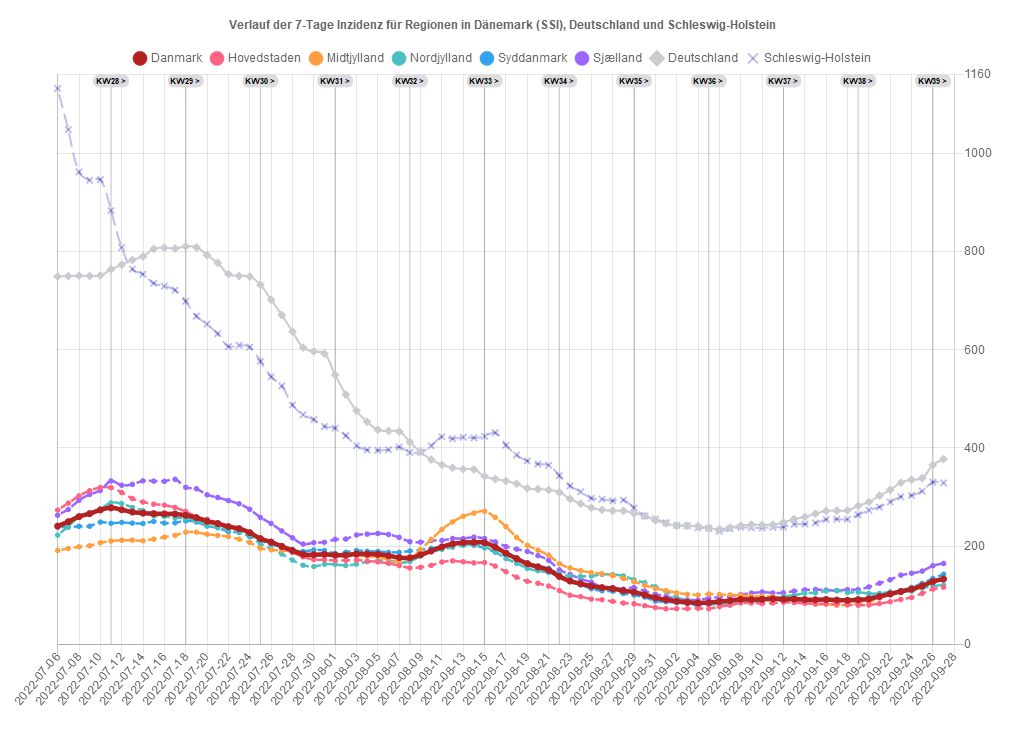 Verlauf der 7-Tage Inzidenz für Regionen in Dänemark (SSI), Deutschland und Schleswig-Holstein
Danmark Hovedstaden Midtjylland Nordjylland Syddanmark Sjælland Deutschland Schleswig-Holstein
KW28 > KW29 > KW30 > KW31 > KW32 > KW33 > KW34 > KW35 > KW36 > KW37 > KW38 > KW39 >
1160
1000
800
600
400
200
0
2022-07-06 2022-07-08 2022-07-10 2022-07-12 2022-07-14 2022-07-16 2022-07-18 2022-07-20 2022-07-22 2022-07-24 2022-07-26 2022-07-28 2022-07-30 2022-08-01 2022-08-03 2022-08-05 2022-08-07 2022-08-09 2022-08-11 2022-08-13 2022-08-15 2022-08-17 2022-08-19 2022-08-21 2022-08-23 2022-08-25 2022-08-27 2022-08-29 2022-08-31 2022-09-02 2022-09-04 2022-09-06 2022-09-08 2022-09-10 2022-09-12 2022-09-14 2022-09-16 2022-09-18 2022-09-20 2022-09-22 2022-09-24 2022-09-26 2022-09-28